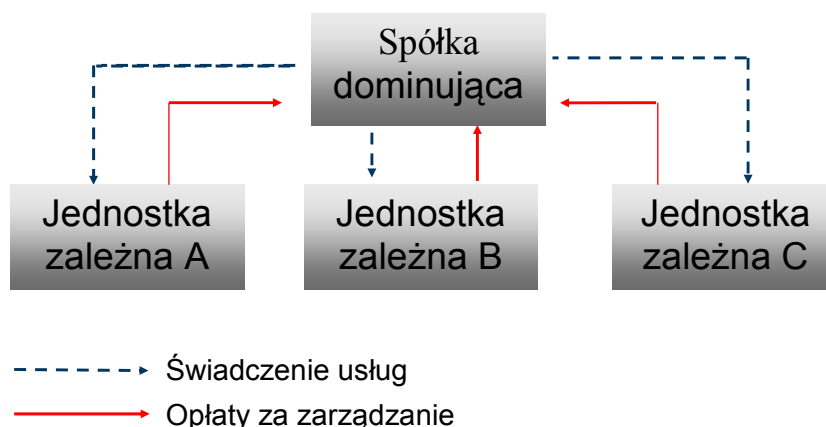 Spółka
dominująca
Jednostka
zależna A
Jednostka
zależna B
Jednostka
zależna C
Świadczenie usług
Opłaty za zarządzanie